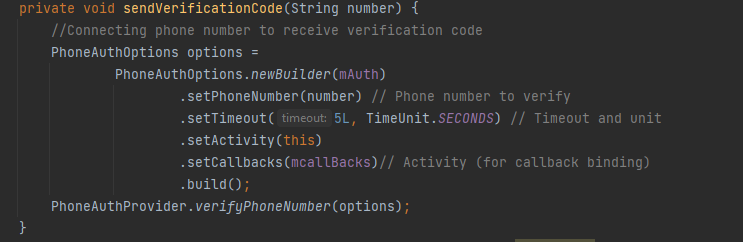 private void sendVerificationCode(String number) {
//Connecting phone number to receive verification code
PhoneAuthOptions options =
PhoneAuthOptions.newBuilder(mAuth)
.setPhoneNumber(number) // Phone number to verify
.setTimeout( timeout: 5L, TimeUnit.SECONDS) // Timeout and unit
.setActivity(this)
.setCallbacks(mcallBacks)// Activity (for callback binding)
.build();
PhoneAuthProvider.verifyPhoneNumber(options);
}